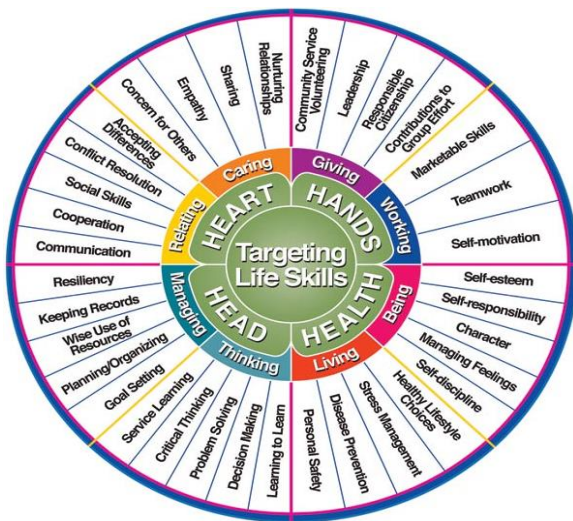 Targeting
Life Skills
HEART
HANDS
HEALTH
HEAD
Relating
Caring
Giving
Working
Being
Living
Thinking
Managing
Communication
Cooperation
Social Skills
Conflict Resolution
Accepting
Differences
Concern for Others
Empathy
Sharing
Nurturing
Relationships
Community Service
Volunteering
Leadership
Responsible
Citizenship
Contributions to
Group Effort
Marketable Skills
Teamwork
Self-motivation
Self-esteem
Self-responsibility
Character
Managing Feelings
Self-discipline
Healthy Lifestyle
Choices
Stress Management
Disease Prevention
Personal Safety
Learning to Learn
Decision Making
Problem Solving
Critical Thinking
Service Learning
Goal Setting
Planning/Organizing
Wise Use of
Resources
Keeping Records
Resiliency